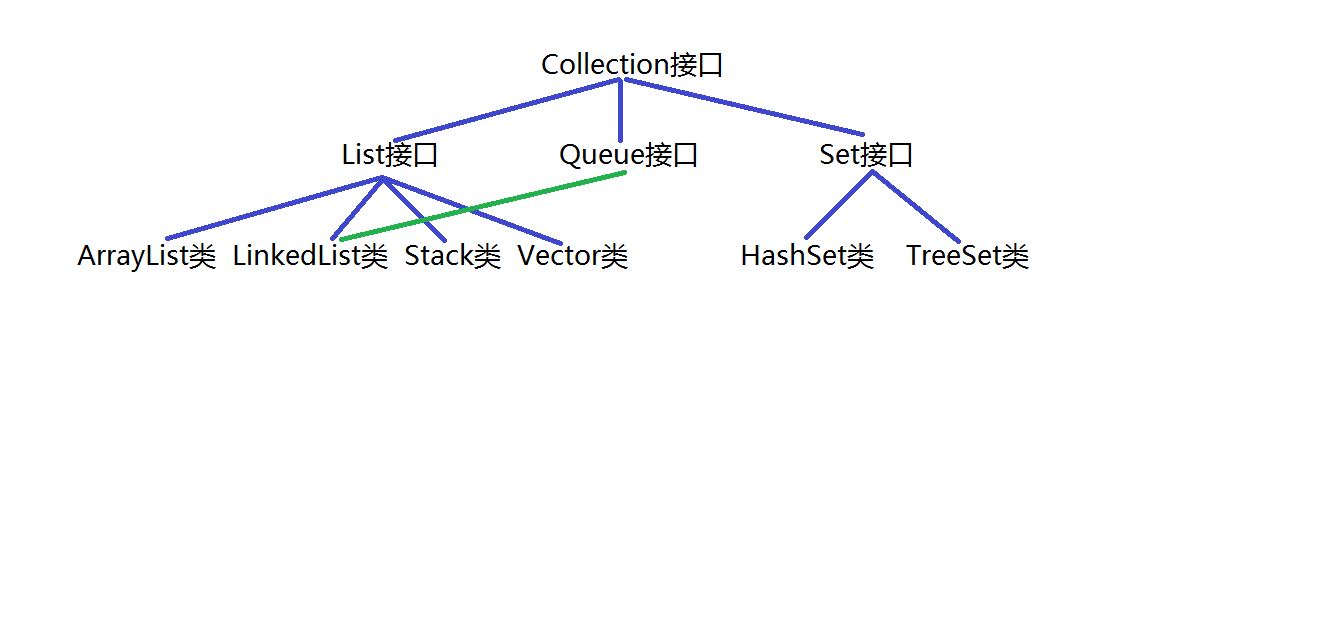 Collection接口
List接口 Queue接口 Set接口
ArrayList类 LinkedList类 Stack类 Vector类 HashSet类 TreeSet类